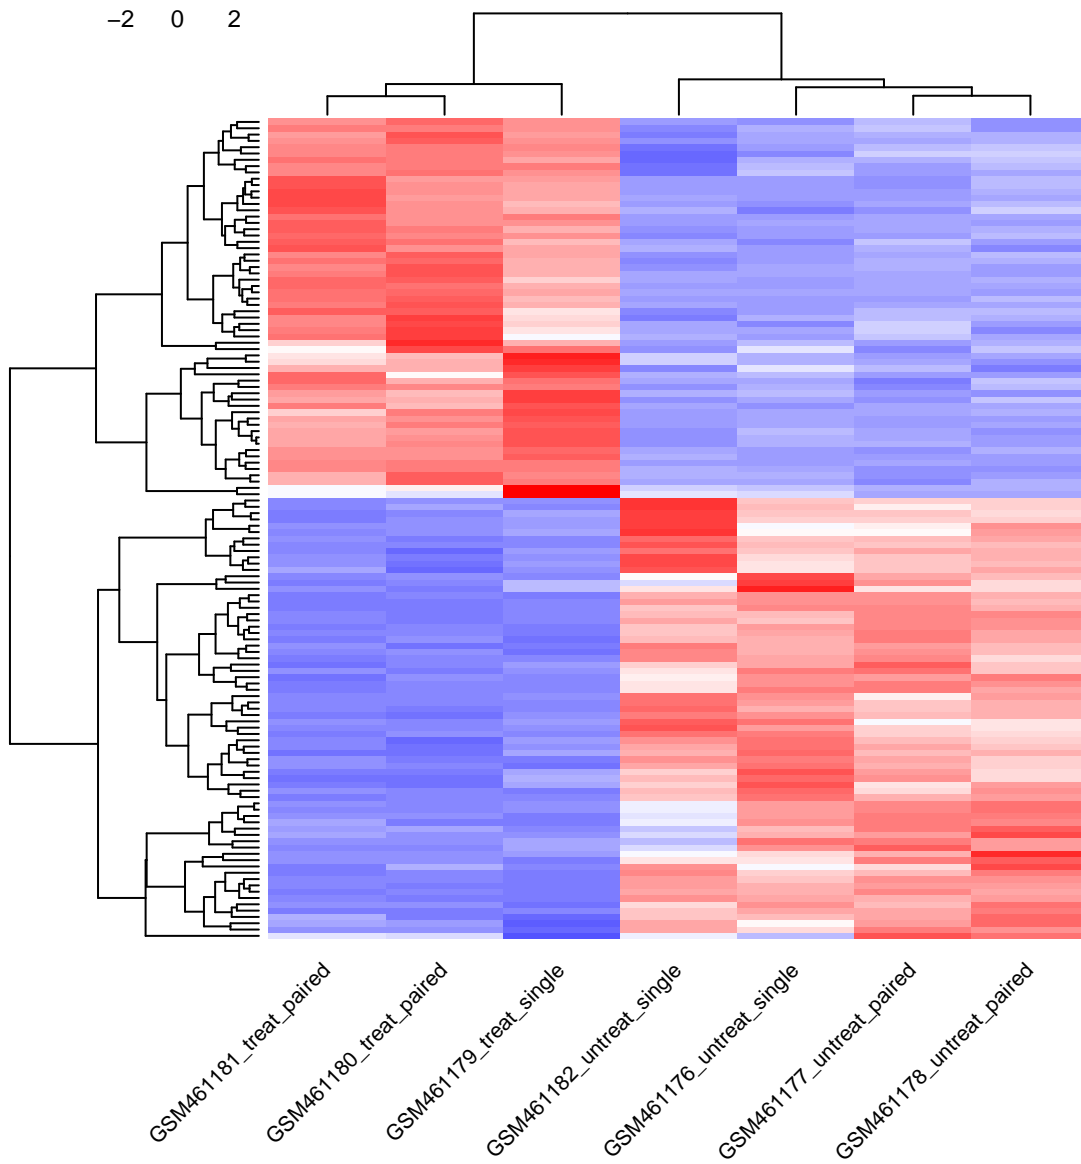 −2 0 2
GSM461181_treat_paired
GSM461180_treat_paired
GSM461179_treat_single
GSM461182_untreat_single
GSM461176_untreat_single
GSM461177_untreat_paired
GSM461178_untreat_paired